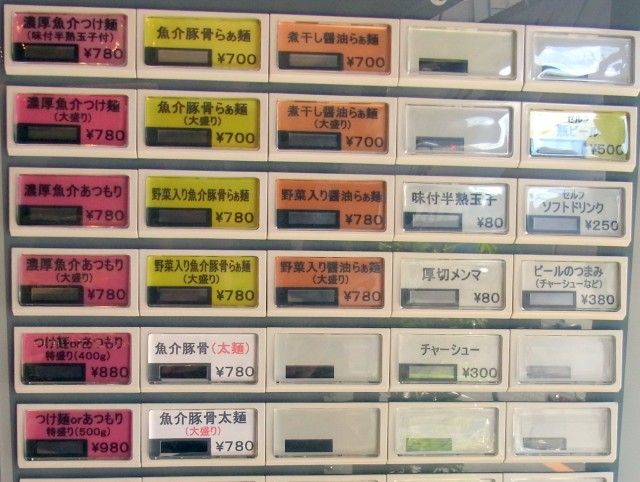 濃厚魚介つけ麺
(味付半熟玉子付)
¥780
魚介豚骨らぁ麺
¥700
煮干し醤油らぁ麺
¥700
濃厚魚介つけ麺
(大盛り)
¥780
魚介豚骨らぁ麺
(大盛り)
¥700
煮干し醤油らぁ麺
(大盛り)
¥700
セルフ
瓶ビール
¥500
濃厚魚介あつもり
¥780
野菜入り魚介豚骨らぁ麺
¥780
野菜入り醤油らぁ麺
¥780
味付半熟玉子
¥80
セルフ
ソフトドリンク
¥250
濃厚魚介あつもり
(大盛り)
¥780
野菜入り魚介豚骨らぁ麺
(大盛り)
¥780
野菜入り醤油らぁ麺
(大盛り)
¥780
厚切メンマ
¥80
ビールのつまみ
(チャーシューなど)
¥380
つけ麺orあつもり
特盛り(400g)
¥880
魚介豚骨(太麺)
¥780
チャーシュー
¥300
つけ麺orあつもり
特盛り(500g)
¥980
魚介豚骨太麺
(大盛り)
¥780